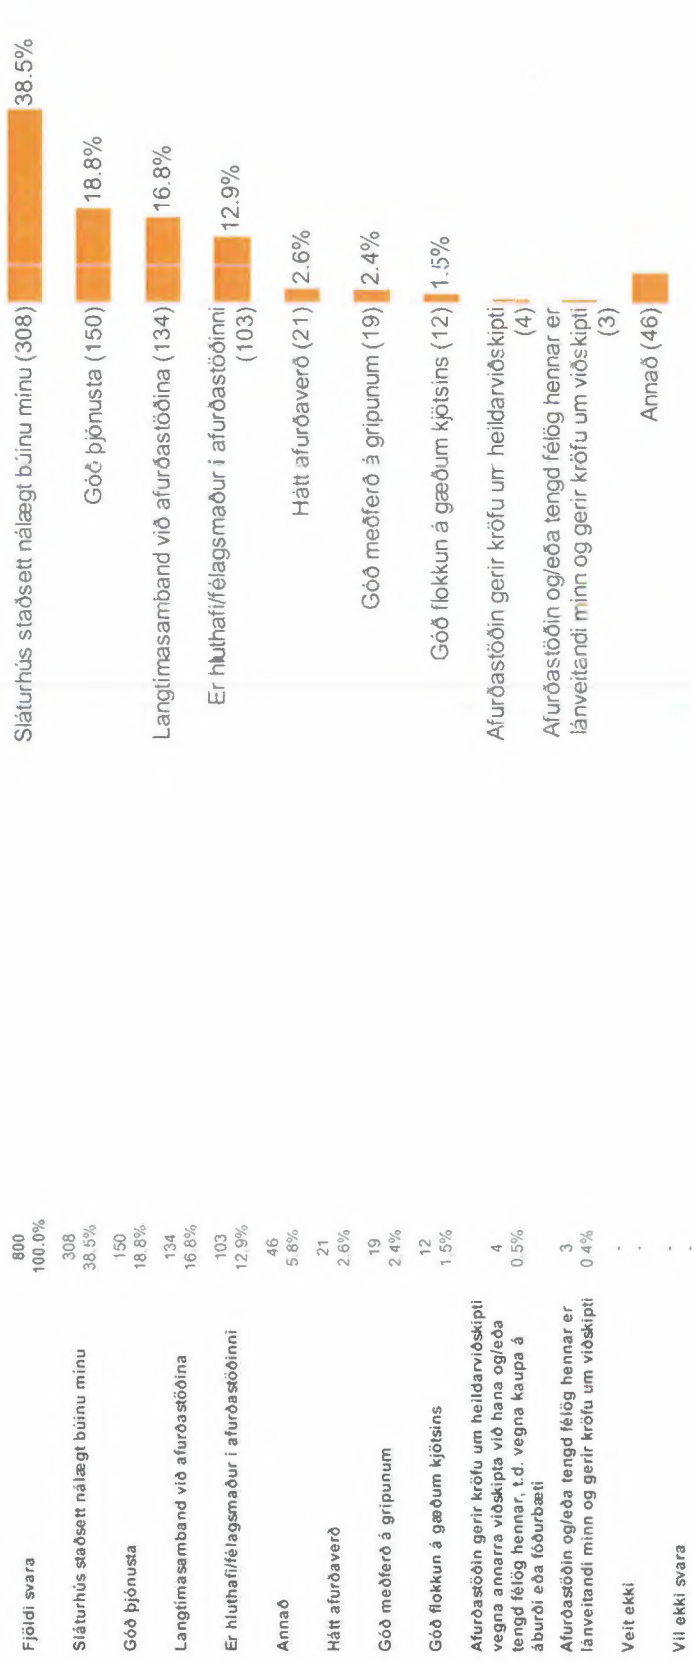 Fjöldi svara
800
100.0%
Sláturhús staðsett nálægt búinu mínu
308
38.5%
Góð þjónusta
150
18.8%
Langtímasamband við afurðastöðina
134
16.8%
Er hluthafi/félagsmaður í afurðastöðinni
103
12.9%
Annað
46
5.8%
Hátt afurðaverð
21
2.6%
Góð meðferð á gripunum
19
2.4%
Góð flokkun á gæðum kjötsins
12
1.5%
Afurðastöðin gerir kröfu um heildarviðskipti
vegna annarra viðskipta við hana og/eða
tengd félög hennar, t.d. vegna kaupa á
áburði eða fóðurbæti
4
0.5%
Afurðastöðin og/eða tengd félög hennar er
lánveitandi minn og gerir kröfu um viðskipti
3
0.4%
Veit ekki
-
-
Vil ekki svara
-
-
Sláturhús staðsett nálægt búinu mínu (308)
38.5%
Góð þjónusta (150)
18.8%
Langtímasamband við afurðastöðina (134)
16.8%
Er hluthafi/félagsmaður í afurðastöðinni
(103)
12.9%
Hátt afurðaverð (21)
2.6%
Góð meðferð á gripunum (19)
2.4%
Góð flokkun á gæðum kjötsins (12)
1.5%
Afurðastöðin gerir kröfu um heildarviðskipti
(4)
Afurðastöðin og/eða tengd félög hennar er
lánveitandi minn og gerir kröfu um viðskipti
(3)
Annað (46)